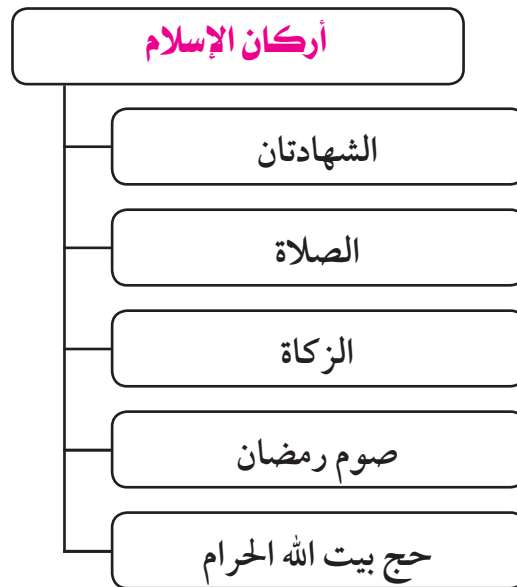 أركان الإسلام
الشهادتان
الصلاة
الزكاة
صوم رمضان
حج بيت الله الحرام